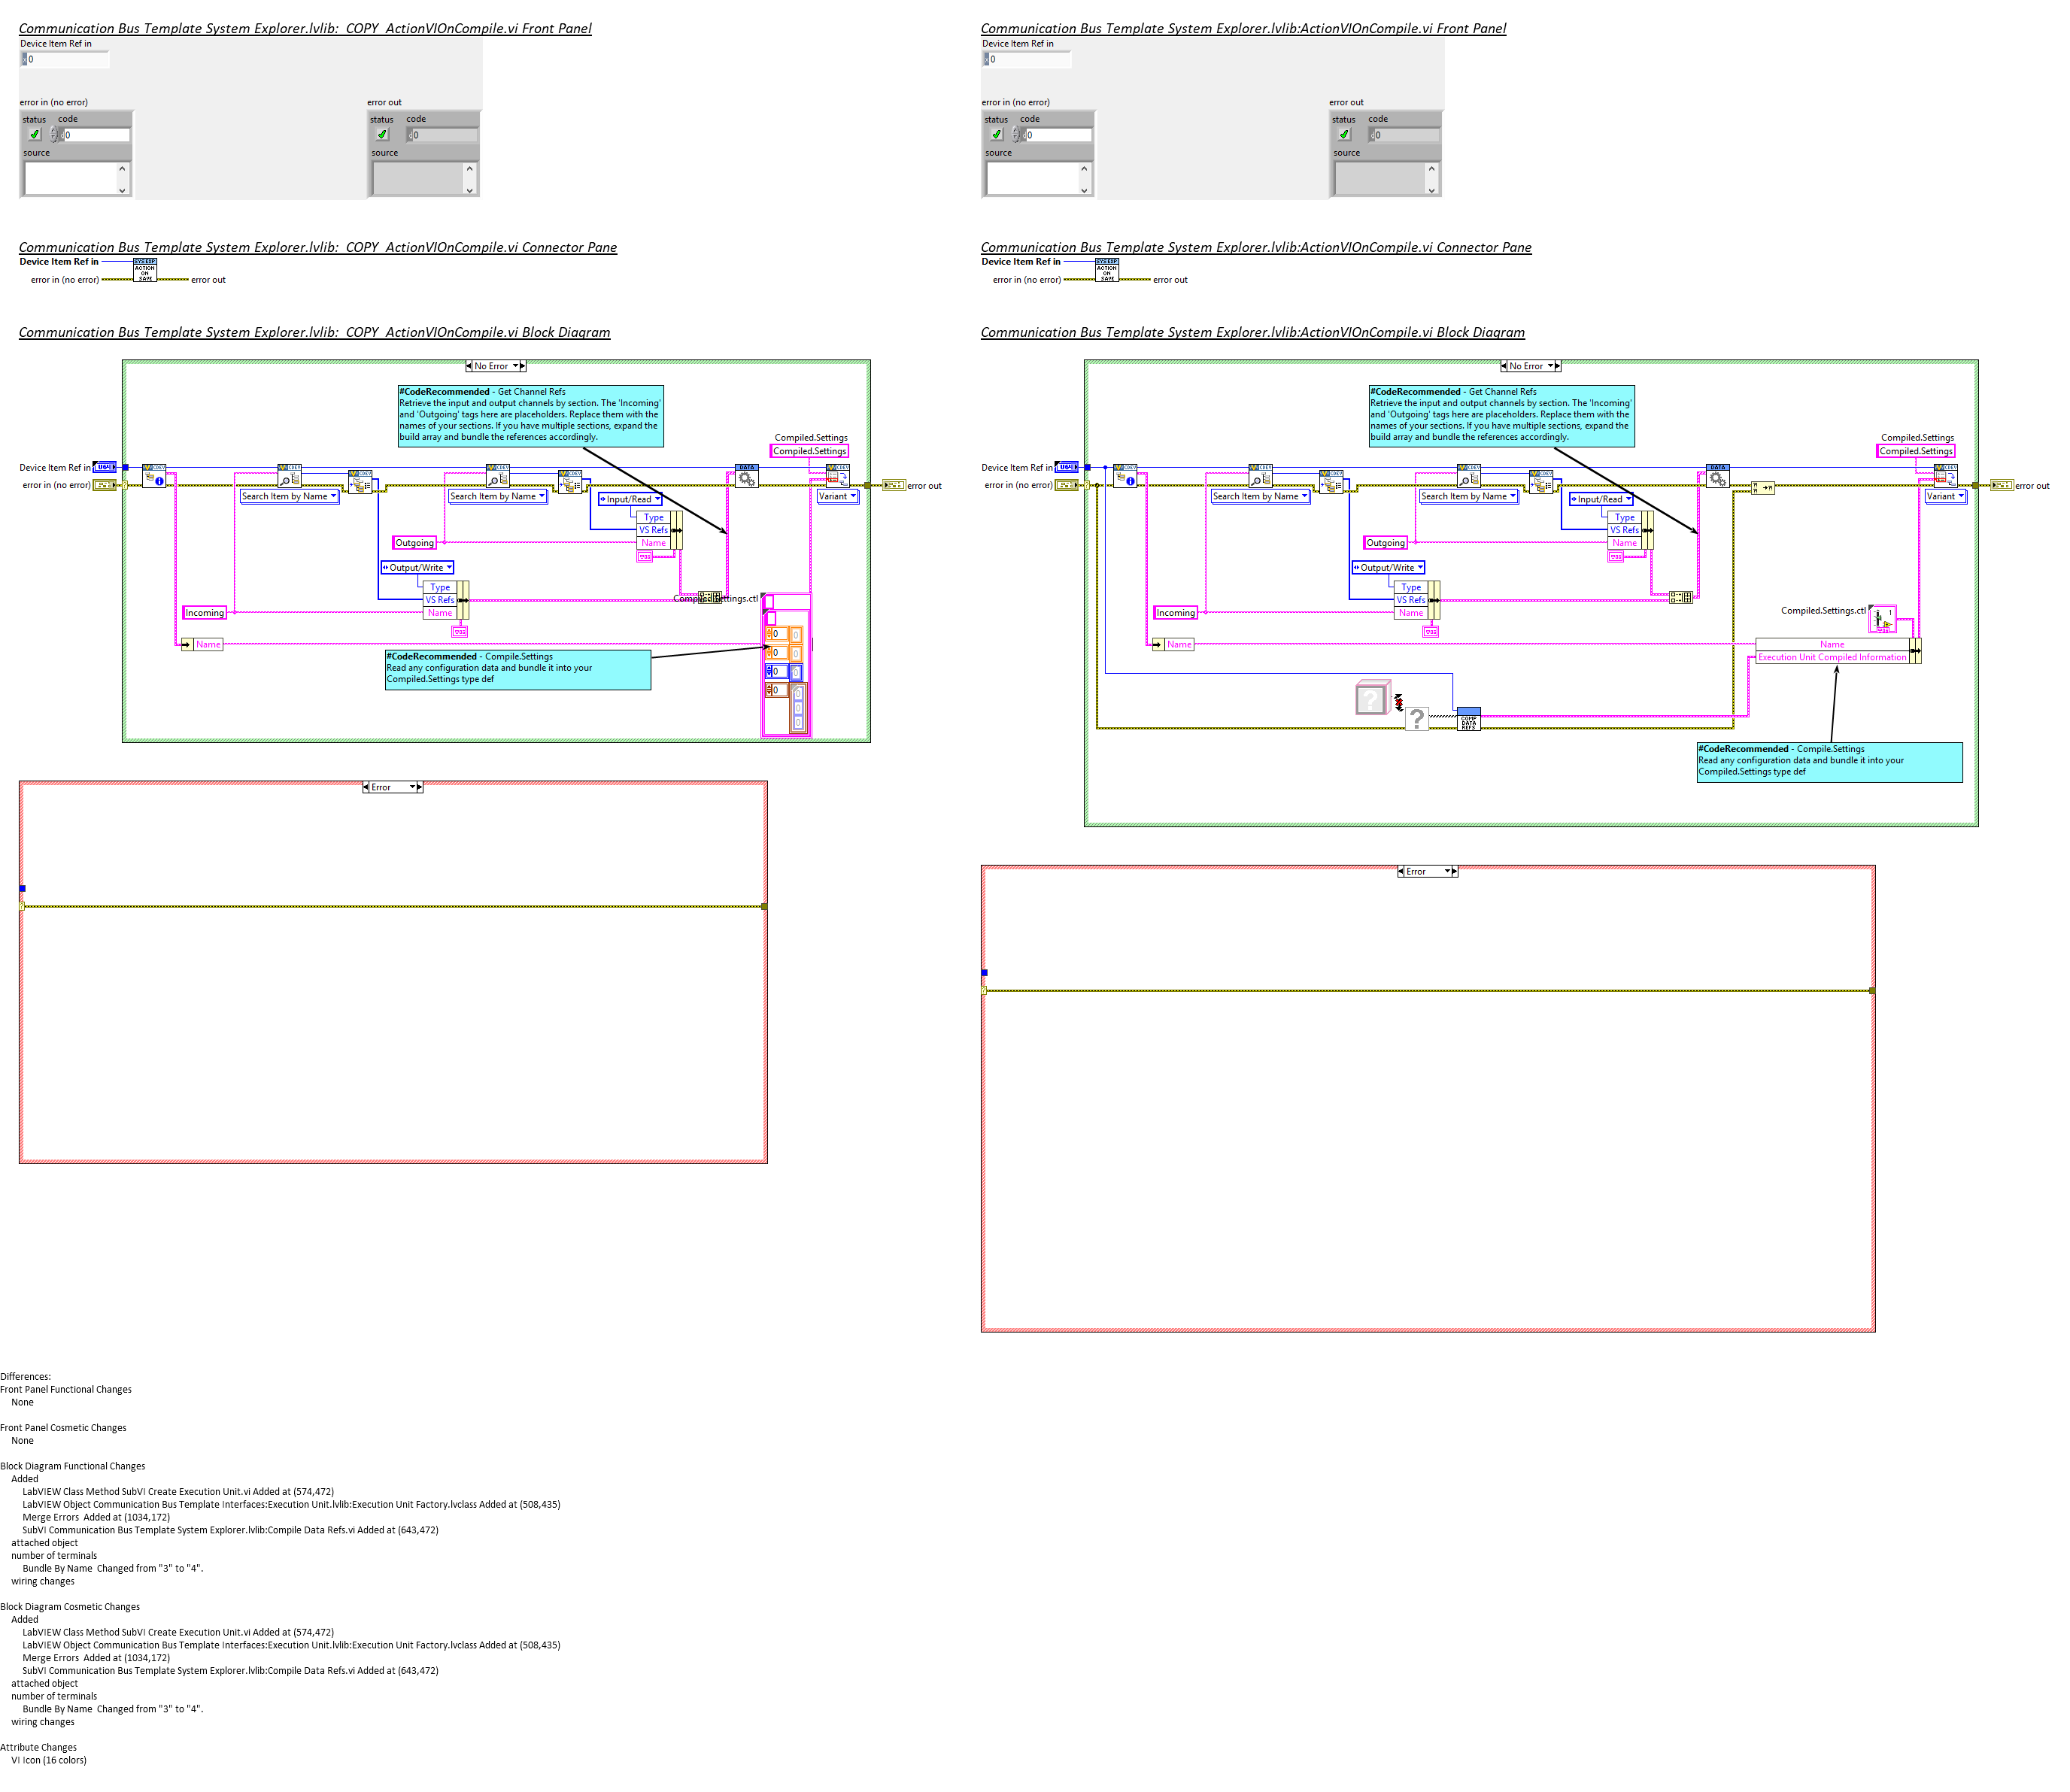 Communication Bus Template System Explorer.lvlib:_COPY_ActionVIOnCompile.vi Front Panel
Device Item Ref in
0
error in (no error)
status code
0
source
error out
status code
0
source
Communication Bus Template System Explorer.lvlib:_COPY_ActionVIOnCompile.vi Connector Pane
Device Item Ref in
error in (no error)
SYS EXP
ACTION
ON
SAVE
error out
Communication Bus Template System Explorer.lvlib:_COPY_ActionVIOnCompile.vi Block Diagram
No Error
#CodeRecommended - Get Channel Refs
Retrieve the input and output channels by section. The 'Incoming'
and 'Outgoing' tags here are placeholders. Replace them with the
names of your sections. If you have multiple sections, expand the
build array and bundle the references accordingly.
Compiled.Settings
Compiled.Settings
Device Item Ref in
U64
error in (no error)
DATA
error out
Search Item by Name
Search Item by Name
Variant
Input/Read
Type
VS Refs
Name
Outgoing
Output/Write
Type
VS Refs
Name
Incoming
Compiled.Settings.ctl
0
0
0
0
Name
#CodeRecommended - Compile.Settings
Read any configuration data and bundle it into your
Compiled.Settings type def
Error
Communication Bus Template System Explorer.lvlib:ActionVIOnCompile.vi Front Panel
Device Item Ref in
0
error in (no error)
status code
0
source
error out
status code
0
source
Communication Bus Template System Explorer.lvlib:ActionVIOnCompile.vi Connector Pane
Device Item Ref in
error in (no error)
SYS EXP
ACTION
ON
SAVE
error out
Communication Bus Template System Explorer.lvlib:ActionVIOnCompile.vi Block Diagram
No Error
#CodeRecommended - Get Channel Refs
Retrieve the input and output channels by section. The 'Incoming'
and 'Outgoing' tags here are placeholders. Replace them with the
names of your sections. If you have multiple sections, expand the
build array and bundle the references accordingly.
Compiled.Settings
Compiled.Settings
Device Item Ref in
U64
error in (no error)
DATA
error out
Search Item by Name
Search Item by Name
Variant
Input/Read
Type
VS Refs
Name
Outgoing
Output/Write
Type
VS Refs
Name
Incoming
Compiled.Settings.ctl
Name
Name
Execution Unit Compiled Information
?
?
COMP
DATA
REFS
#CodeRecommended - Compile.Settings
Read any configuration data and bundle it into your
Compiled.Settings type def
Error
Differences:
Front Panel Functional Changes
None
Front Panel Cosmetic Changes
None
Block Diagram Functional Changes
Added
LabVIEW Class Method SubVI Create Execution Unit.vi Added at (574,472)
LabVIEW Object Communication Bus Template Interfaces:Execution Unit.lvlib:Execution Unit Factory.lvclass Added at (508,435)
Merge Errors  Added at (1034,172)
SubVI Communication Bus Template System Explorer.lvlib:Compile Data Refs.vi Added at (643,472)
attached object
number of terminals
Bundle By Name  Changed from "3" to "4".
wiring changes
Block Diagram Cosmetic Changes
Added
LabVIEW Class Method SubVI Create Execution Unit.vi Added at (574,472)
LabVIEW Object Communication Bus Template Interfaces:Execution Unit.lvlib:Execution Unit Factory.lvclass Added at (508,435)
Merge Errors  Added at (1034,172)
SubVI Communication Bus Template System Explorer.lvlib:Compile Data Refs.vi Added at (643,472)
attached object
number of terminals
Bundle By Name  Changed from "3" to "4".
wiring changes
Attribute Changes
VI Icon (16 colors)